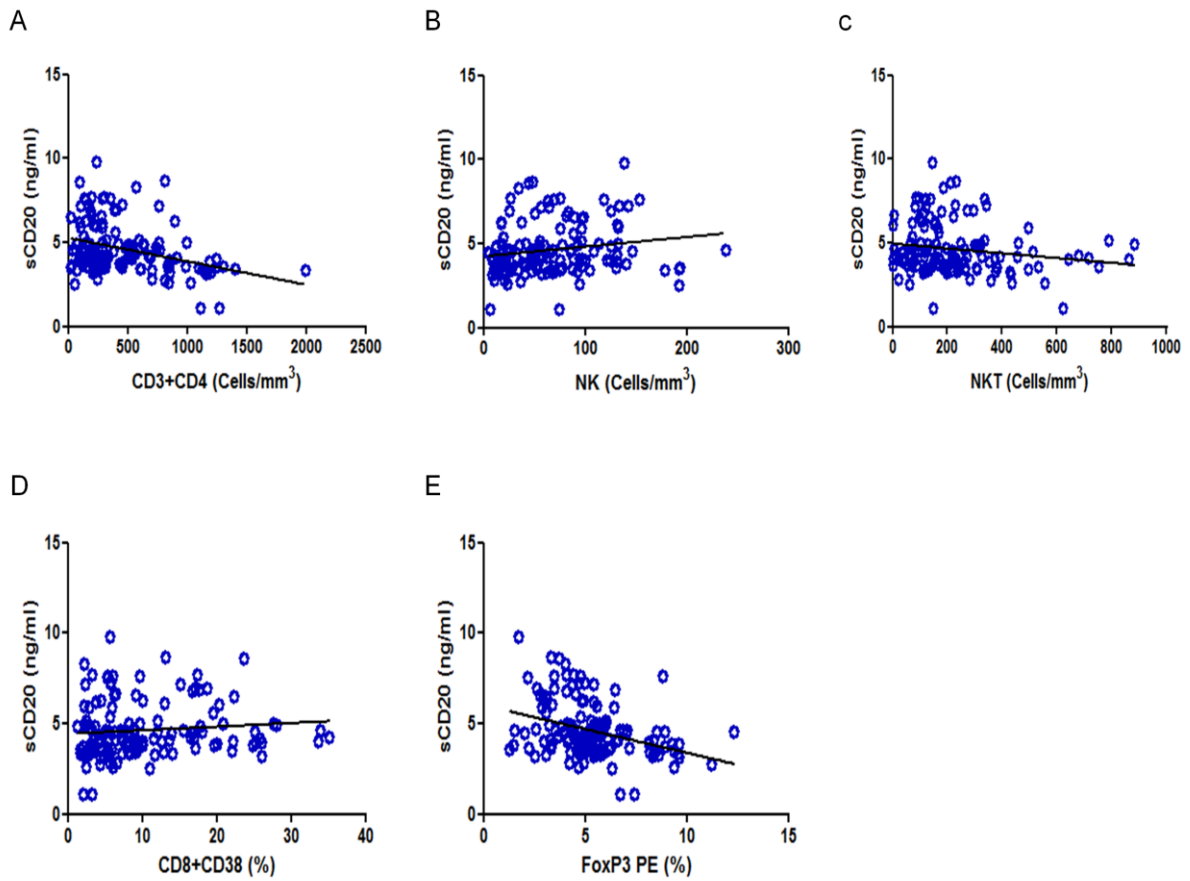 A
B
c
15
10
5
0
sCD20 (ng/ml)
0 500 1000 1500 2000 2500
CD3+CD4 (Cells/mm³)
15
10
5
0
sCD20 (ng/ml)
0 100 200 300
NK (Cells/mm³)
15
10
5
0
sCD20 (ng/ml)
0 200 400 600 800 1000
NKT (Cells/mm³)
D
E
15
10
5
0
sCD20 (ng/ml)
0 10 20 30 40
CD8+CD38 (%)
15
10
5
0
sCD20 (ng/ml)
0 5 10 15
FoxP3 PE (%)